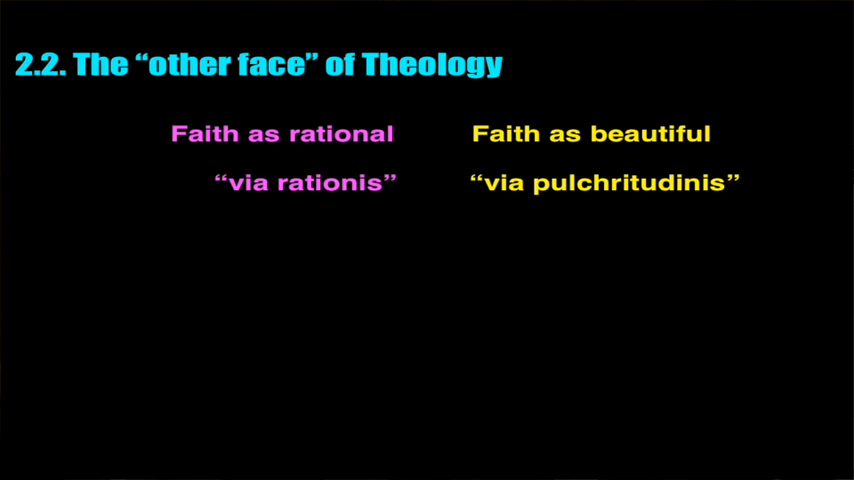 2.2. The “other face” of Theology
Faith as rational
Faith as beautiful
“via rationis”
“via pulchritudinis”